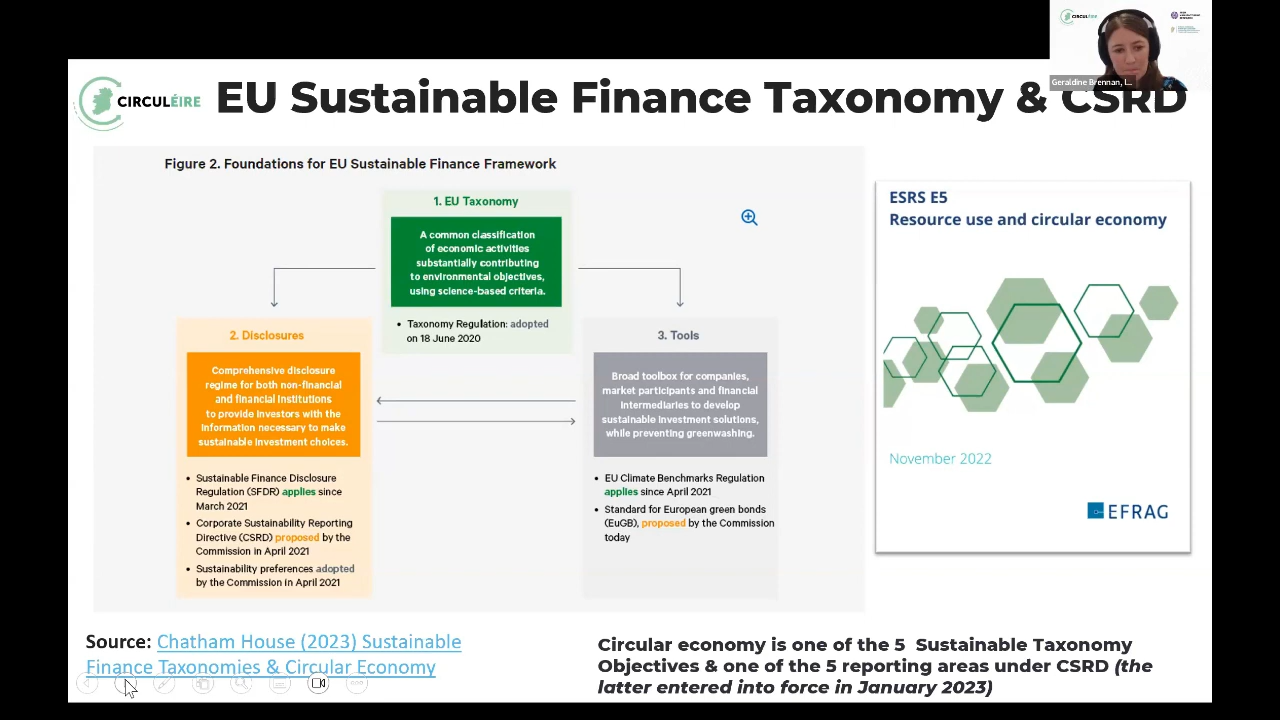 CIRCULÉIRE
Geraldine Brennan, I...
CIRCULÉIRE
EU Sustainable Finance Taxonomy & CSRD
Figure 2. Foundations for EU Sustainable Finance Framework
1. EU Taxonomy
A common classification
of economic activities
substantially contributing
to environmental objectives,
using science-based criteria.
• Taxonomy Regulation: adopted
on 18 June 2020
2. Disclosures
Comprehensive disclosure
regime for both non-financial
and financial institutions
to provide investors with the
information necessary to make
sustainable investment choices.
• Sustainable Finance Disclosure
Regulation (SFDR) applies since
March 2021
• Corporate Sustainability Reporting
Directive (CSRD) proposed by the
Commission in April 2021
• Sustainability preferences adopted
by the Commission in April 2021
3. Tools
Broad toolbox for companies,
market participants and financial
intermediaries to develop
sustainable investment solutions,
while preventing greenwashing.
• EU Climate Benchmarks Regulation
applies since April 2021
• Standard for European green bonds
(EuGB), proposed by the Commission
today
ESRS E5
Resource use and circular economy
November 2022
EFRAG
Source: Chatham House (2023) Sustainable
Finance Taxonomies & Circular Economy
Circular economy is one of the 5 Sustainable Taxonomy
Objectives & one of the 5 reporting areas under CSRD (the
latter entered into force in January 2023)